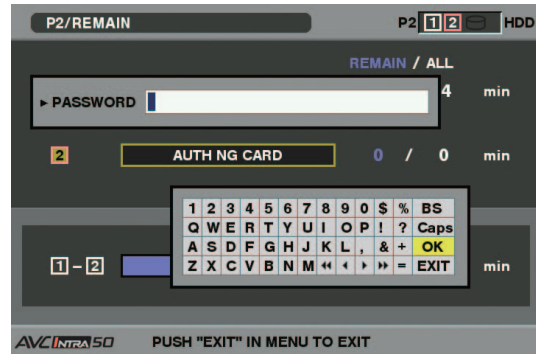 P2/REMAIN P2 1 2 HDD
REMAIN / ALL
4 min
▶ PASSWORD
2 AUTH NG CARD 0 / 0 min
1 2 3 4 5 6 7 8 9 0 $ % BS
Q W E R T Y U I O P ! ? Caps
A S D F G H J K L , & + OK
Z X C V B N M ◀◀ ◀ ▶ ▶▶ = EXIT
1 – 2 min
AVC INTRA 50 PUSH "EXIT" IN MENU TO EXIT